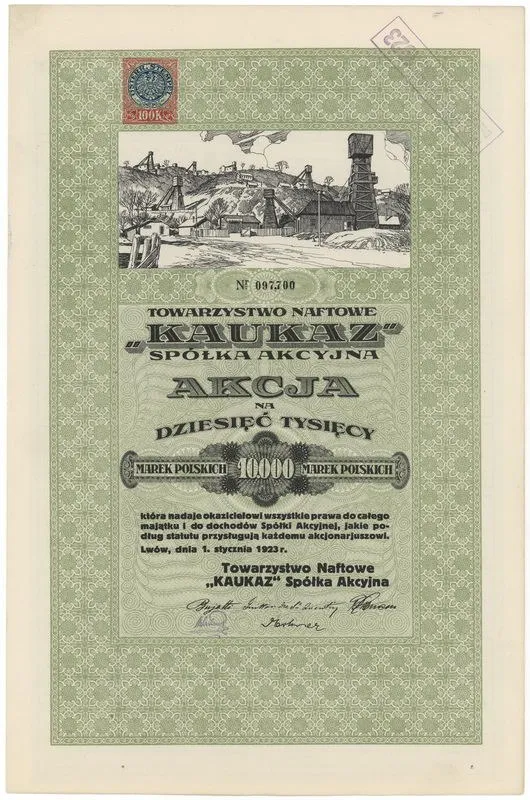 100K
Nr 097,700
TOWARZYSTWO NAFTOWE
„KAUKAZ”
SPÓŁKA AKCYJNA
AKCJA
NA
DZIESIĘĆ TYSIĘCY
MAREK POLSKICH 10.000 MAREK POLSKICH
która nadaje okazicielowi wszystkie prawa do całego
majątku i do dochodów Spółki Akcyjnej, jakie po-
dług statutu przysługują każdemu akcjonarjuszowi.
Lwów, dnia 1. stycznia 1923 r.
Towarzystwo Naftowe
„KAUKAZ” Spółka Akcyjna